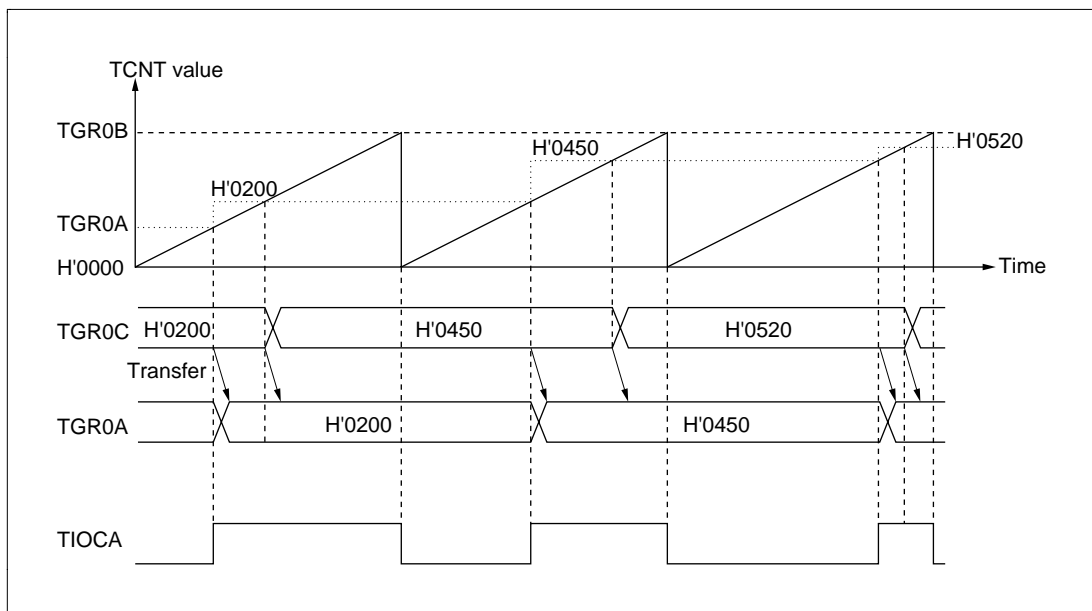 TCNT value
TGR0B
H'0520
H'0450
H'0200
TGR0A
H'0000
Time
TGR0C
H'0200
H'0450
H'0520
Transfer
TGR0A
H'0200
H'0450
TIOCA